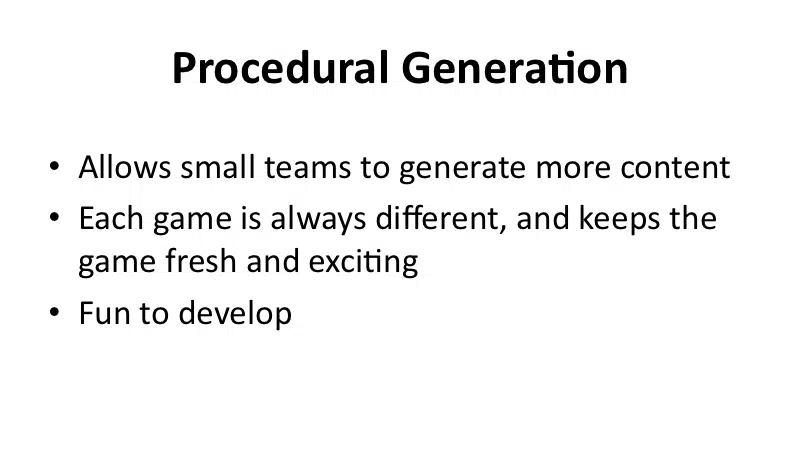 Procedural Generation
• Allows small teams to generate more content
• Each game is always different, and keeps the
game fresh and exciting
• Fun to develop